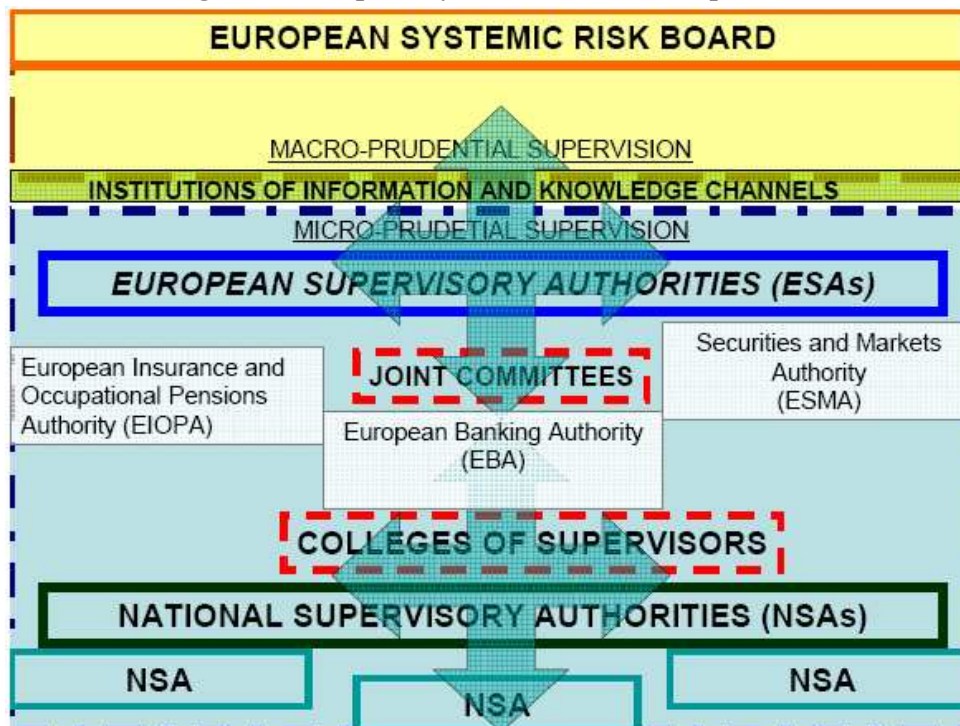 EUROPEAN SYSTEMIC RISK BOARD
MACRO-PRUDENTIAL SUPERVISION
INSTITUTIONS OF INFORMATION AND KNOWLEDGE CHANNELS
MICRO-PRUDETIAL SUPERVISION
EUROPEAN SUPERVISORY AUTHORITIES (ESAs)
European Insurance and
Occupational Pensions
Authority (EIOPA)
JOINT COMMITTEES
Securities and Markets
Authority
(ESMA)
European Banking Authority
(EBA)
COLLEGES OF SUPERVISORS
NATIONAL SUPERVISORY AUTHORITIES (NSAs)
NSA
NSA
NSA